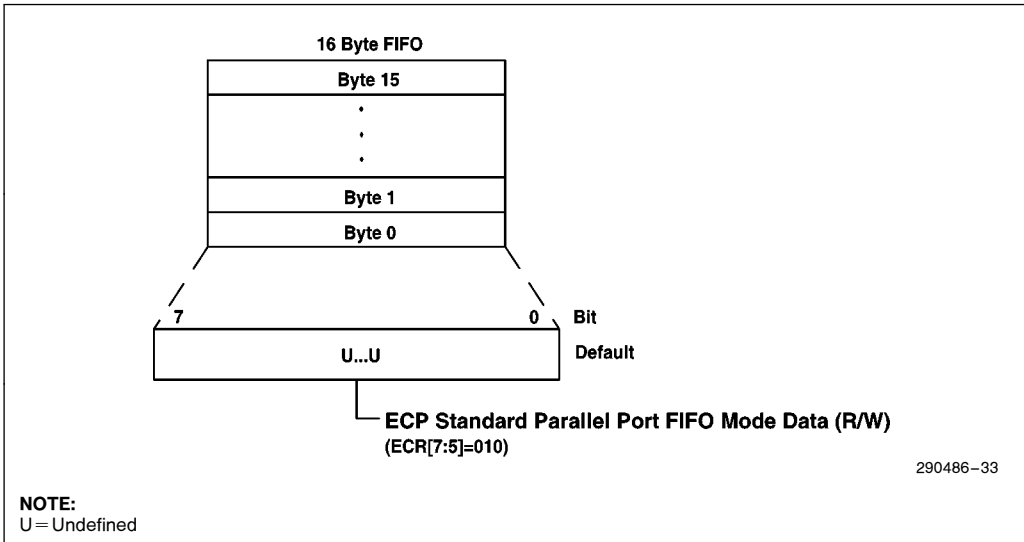 16 Byte FIFO
Byte 15
Byte 1
Byte 0
7 0 Bit
U...U Default
ECP Standard Parallel Port FIFO Mode Data (R/W)
(ECR[7:5]=010)
290486–33
NOTE:
U=Undefined